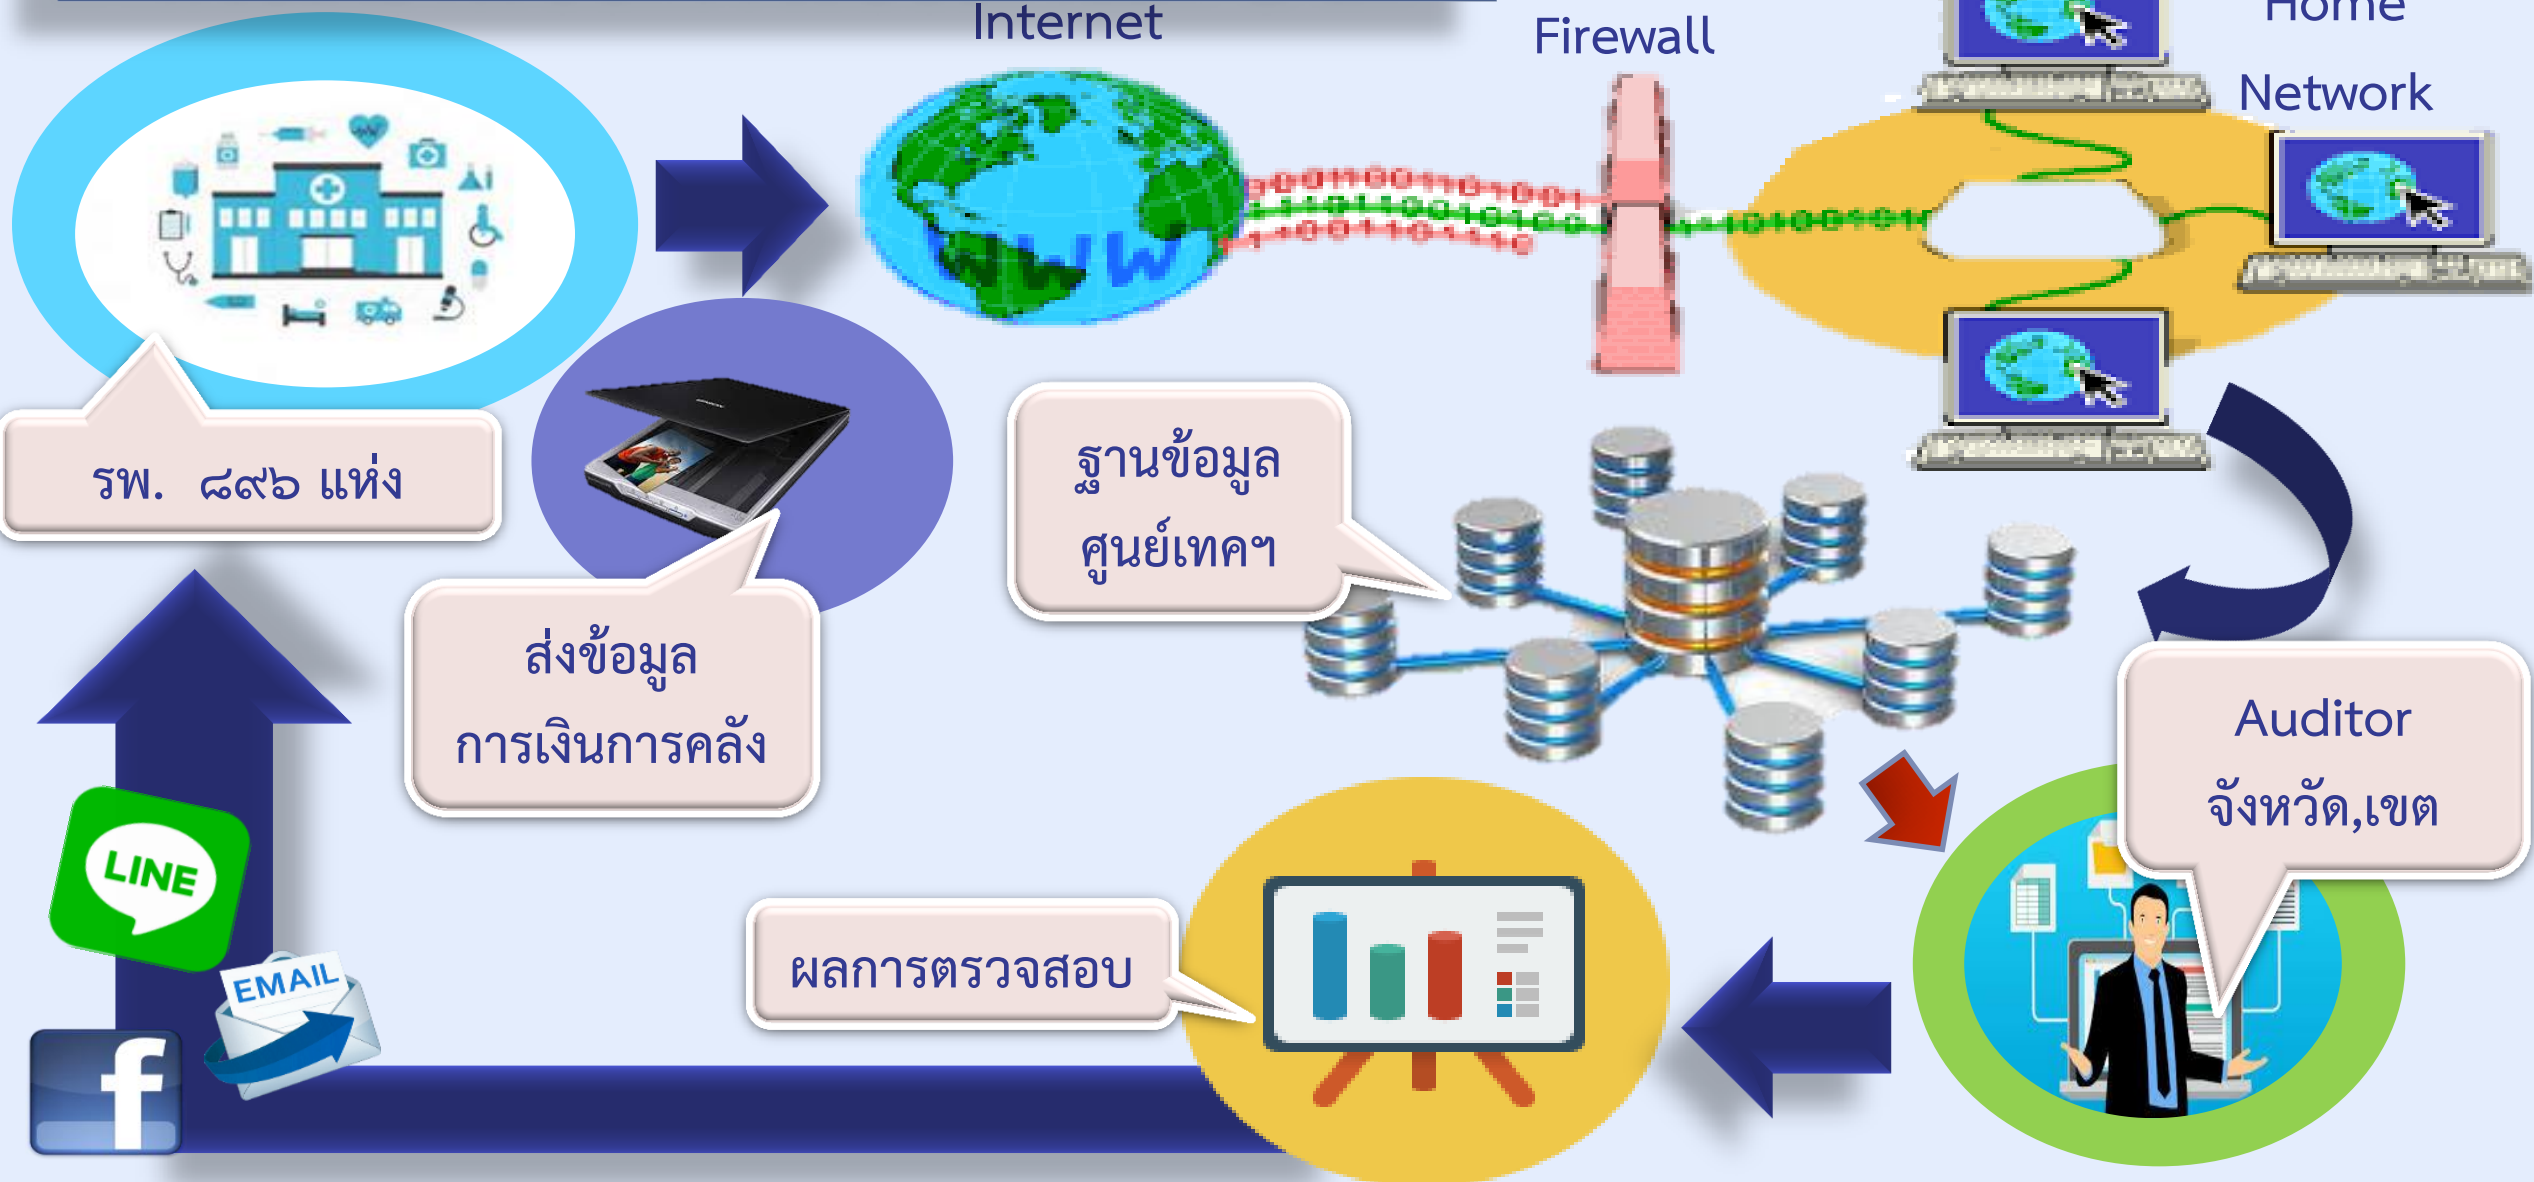 Internet
Firewall
Home
Network
WWW
รพ. ๘๙๖ แห่ง
ส่งข้อมูล
การเงินการคลัง
ฐานข้อมูล
ศูนย์เทคฯ
Auditor
จังหวัด,เขต
ผลการตรวจสอบ
LINE
EMAIL
f